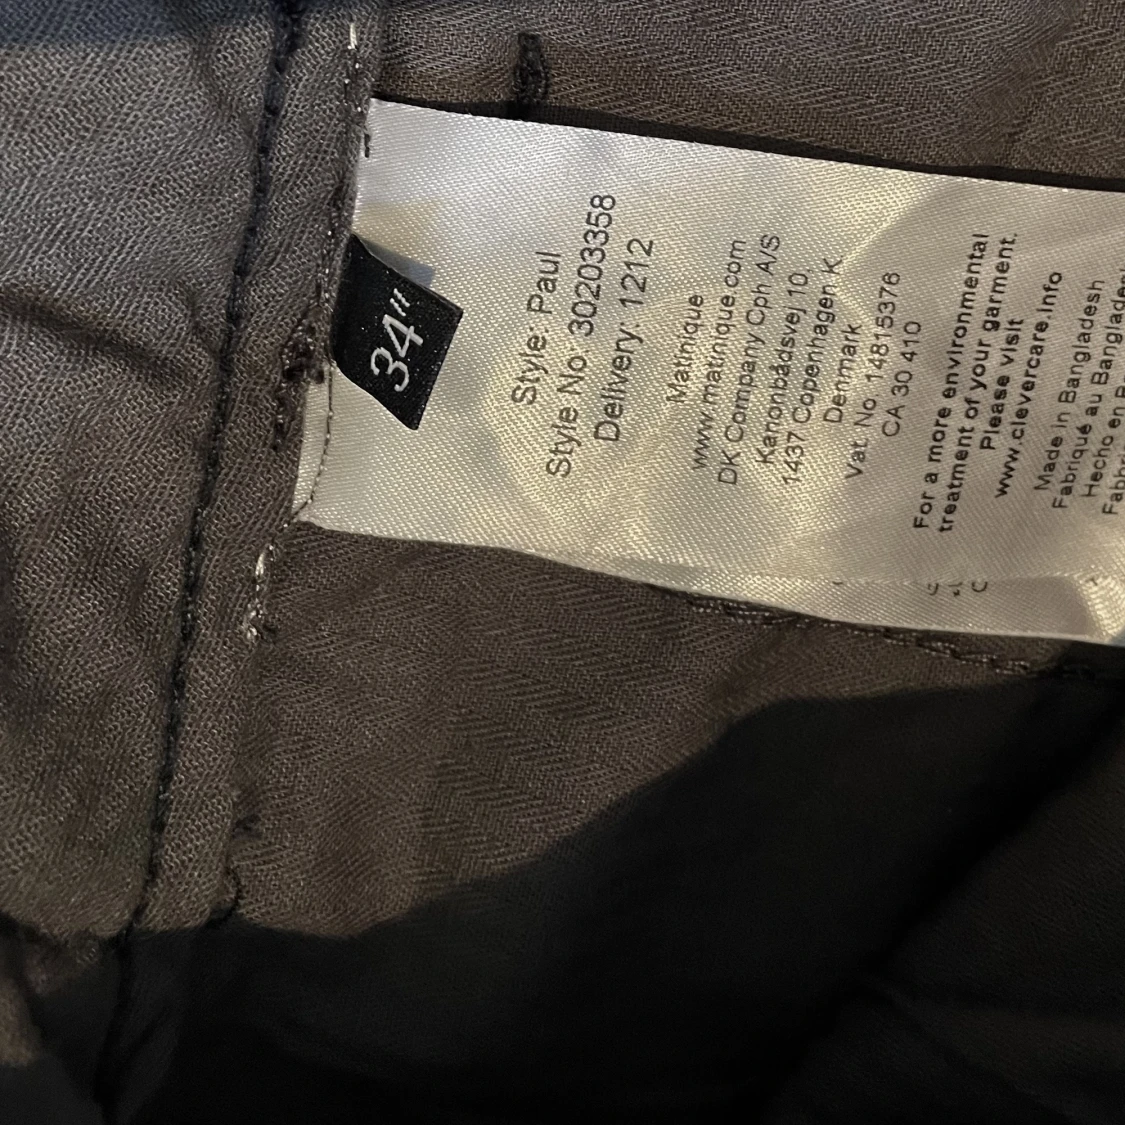 34"
Style: Paul
Style No: 30203358
Delivery: 1212
Matinique
www.matinique.com
DK Company Cph A/S
Kanonbådsvej 10,
1437 Copenhagen K.
Denmark
Vat. No 14815376
CA 30 410
For a more environmental
treatment of your garment.
Please visit
www.clevercare.info
Made in Bangladesh
Fabriqué au Bangladesh
Hecho en